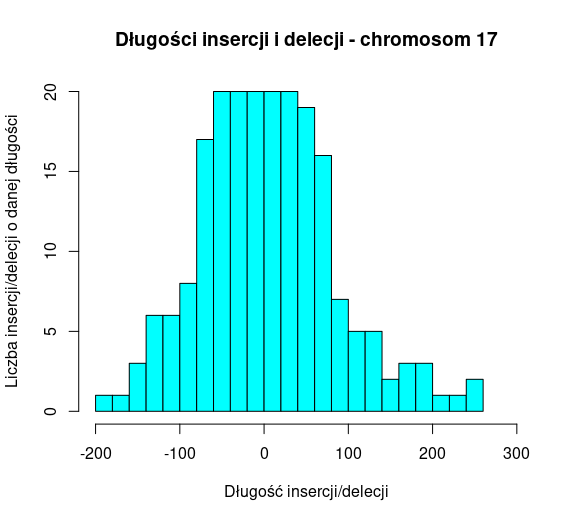 Długości insercji i delecji - chromosom 17
Liczba insercji/delecji o danej długości
20
15
10
5
0
-200 -100 0 100 200 300
Długość insercji/delecji